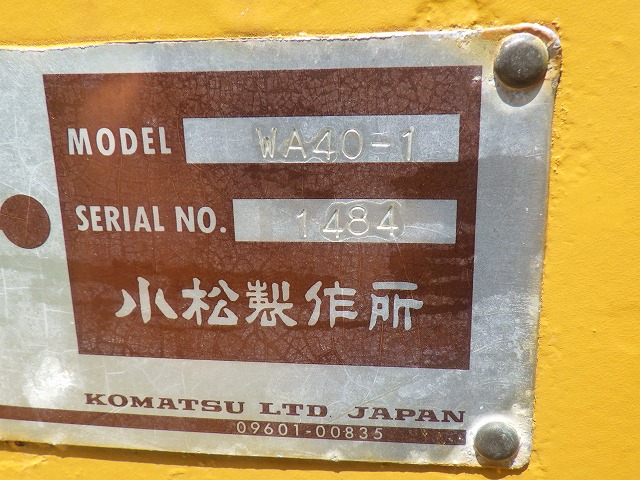 MODEL WA40-1
SERIAL NO. 1484
小松製作所
KOMATSU LTD. JAPAN
09601-00835